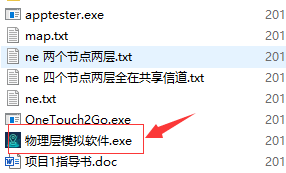 apptester.exe 201
map.txt 201
ne 两个节点两层.txt 201
ne 四个节点两层全在共享信道.txt 201
ne.txt 201
OneTouch2Go.exe 201
物理层模拟软件.exe 201
项目1指导书.doc 201